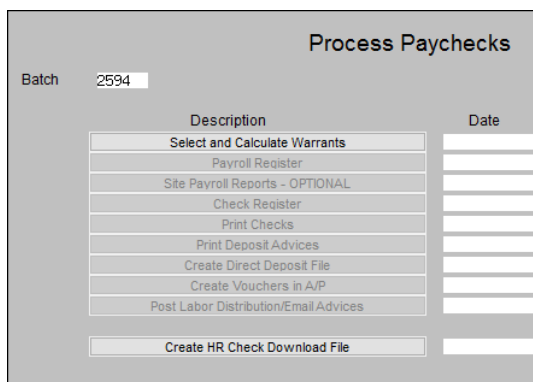 Process Paychecks
Batch 2594
Description Date
Select and Calculate Warrants
Payroll Register
Site Payroll Reports - OPTIONAL
Check Register
Print Checks
Print Deposit Advices
Create Direct Deposit File
Create Vouchers in A/P
Post Labor Distribution/Email Advices
Create HR Check Download File